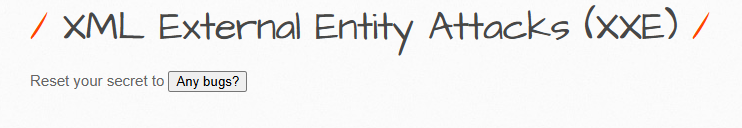 / XML External Entity Attacks (XXE) /
Reset your secret to Any bugs?